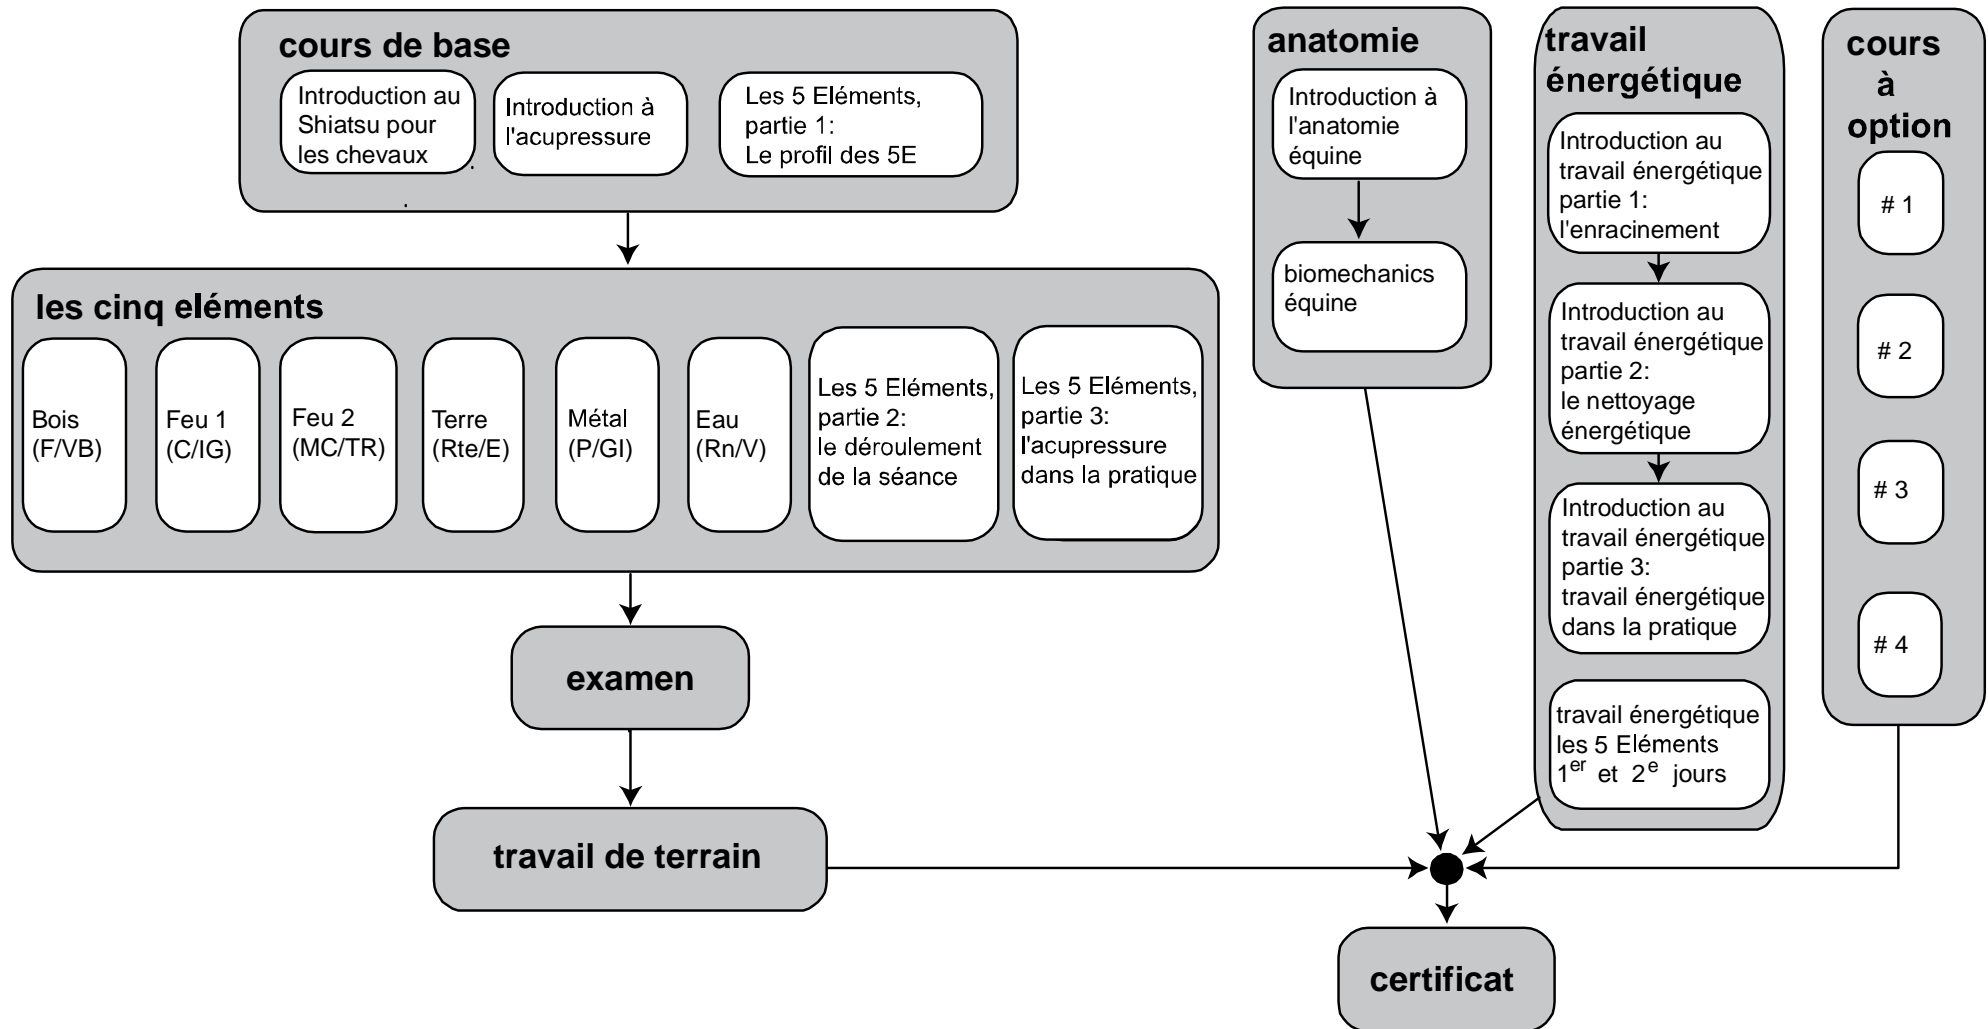 cours de base
Introduction au
Shiatsu pour
les chevaux
Introduction à
l'acupressure
Les 5 Eléments,
partie 1:
Le profil des 5E
les cinq eléments
Bois
(F/VB)
Feu 1
(C/IG)
Feu 2
(MC/TR)
Terre
(Rte/E)
Métal
(P/GI)
Eau
(Rn/V)
Les 5 Eléments,
partie 2:
le déroulement
de la séance
Les 5 Eléments,
partie 3:
l'acupressure
dans la pratique
examen
travail de terrain
anatomie
Introduction à
l'anatomie
équine
biomechanics
équine
travail
énergétique
Introduction au
travail énergétique
partie 1:
l'enracinement
Introduction au
travail énergétique
partie 2:
le nettoyage
énergétique
Introduction au
travail énergétique
partie 3:
travail énergétique
dans la pratique
travail énergétique
les 5 Eléments
1er et 2e jours
cours
à
option
# 1
# 2
# 3
# 4
certificat